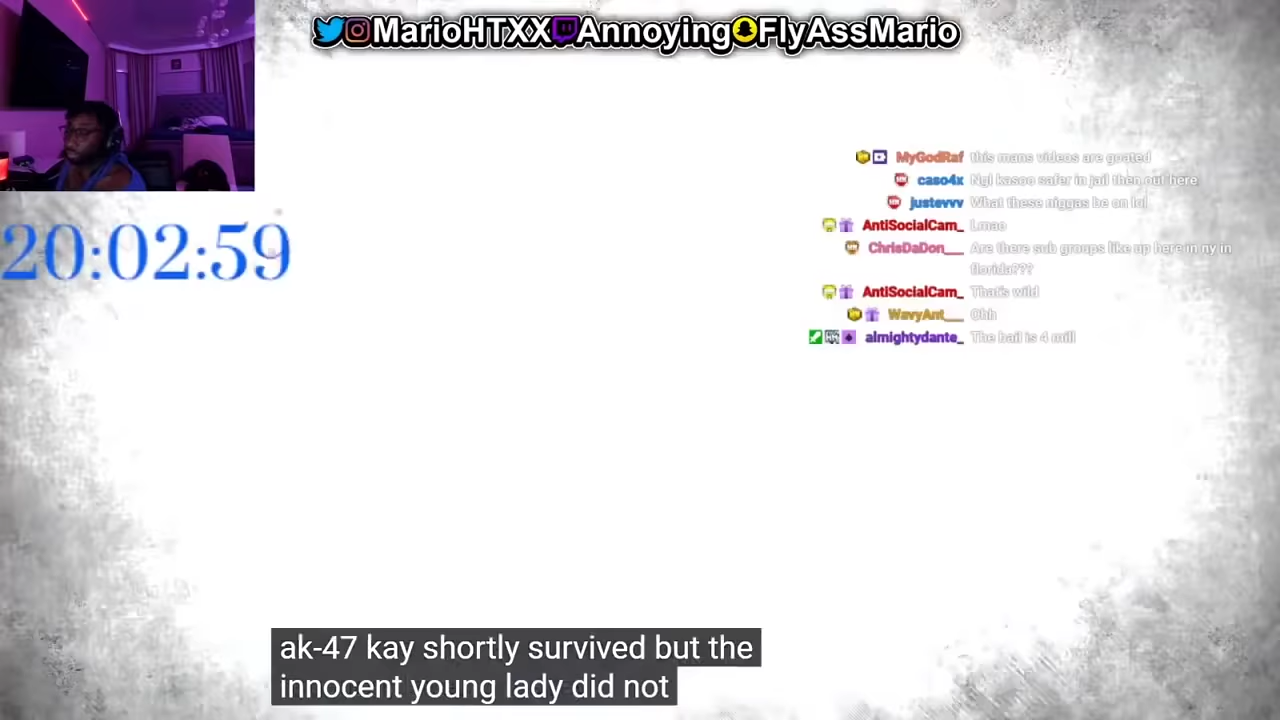 MarioHTXX Annoying FlyAssMario
20:02:59
MyGodRaf this mans videos are goated
caso4x Ngl kasoo safer in jail then out here
justevvv What these niggas be on lol
AntiSocialCam_ Lmao
ChrisDaDon___ Are there sub groups like up here in ny in
florida???
AntiSocialCam_ That's wild
WavyAnt___ Ohh
almightydante_ The bail is 4 mill
ak-47 kay shortly survived but the
innocent young lady did not